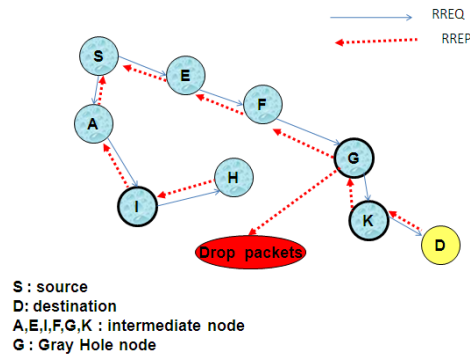 RREQ
RREP
S
E
F
A
G
H
I
K
D
Drop packets
S : source
D: destination
A,E,I,F,G,K : intermediate node
G : Gray Hole node